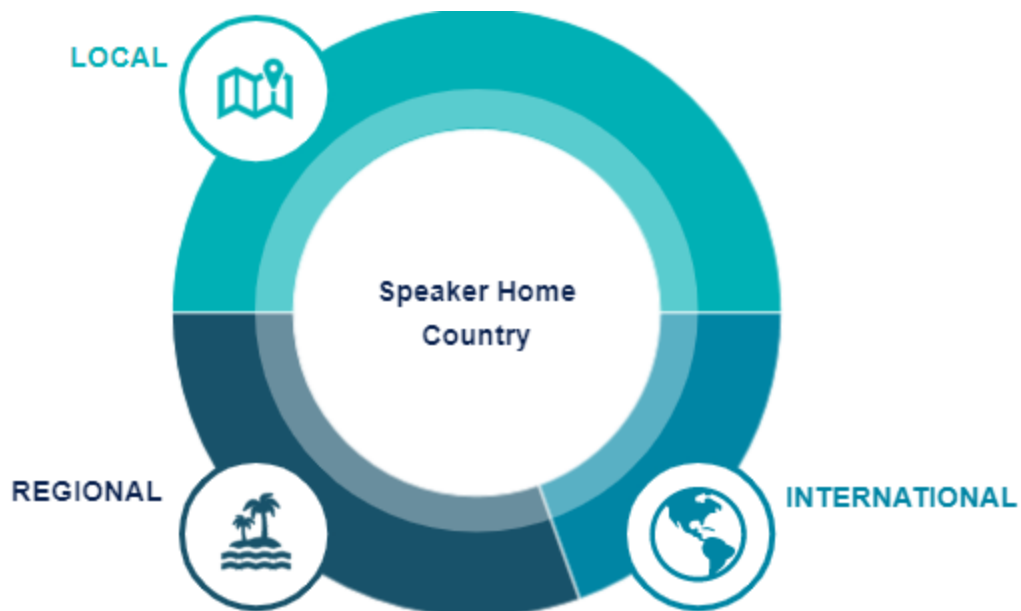 LOCAL
Speaker Home
Country
REGIONAL
INTERNATIONAL